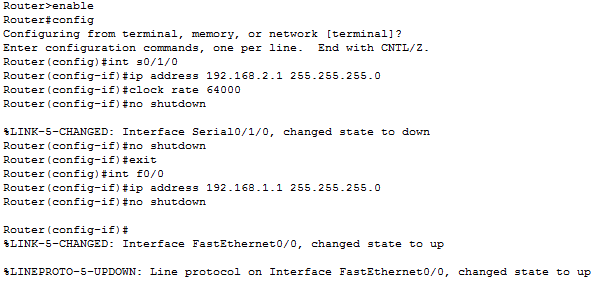 Router>enable
Router#config
Configuring from terminal, memory, or network [terminal]?
Enter configuration commands, one per line.  End with CNTL/Z.
Router(config)#int s0/1/0
Router(config-if)#ip address 192.168.2.1 255.255.255.0
Router(config-if)#clock rate 64000
Router(config-if)#no shutdown
%LINK-5-CHANGED: Interface Serial0/1/0, changed state to down
Router(config-if)#no shutdown
Router(config-if)#exit
Router(config)#int f0/0
Router(config-if)#ip address 192.168.1.1 255.255.255.0
Router(config-if)#no shutdown
Router(config-if)#
%LINK-5-CHANGED: Interface FastEthernet0/0, changed state to up
%LINEPROTO-5-UPDOWN: Line protocol on Interface FastEthernet0/0, changed state to up